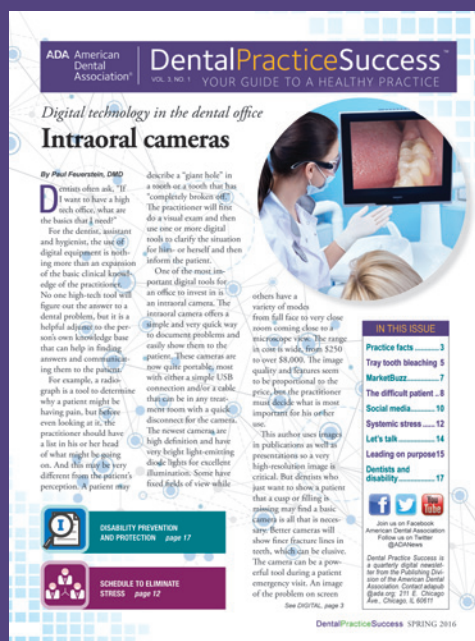 ADA American
Dental
Association®
DentalPracticeSuccess™
VOL. 3, NO. 1
YOUR GUIDE TO A HEALTHY PRACTICE
Digital technology in the dental office
Intraoral cameras
By Paul Feuerstein, DMD
Dentists often ask, "If
I want to have a high
tech office, what are
the basics that I need?"
For the dentist, assistant
and hygienist, the use of
digital equipment is noth-
ing more than an expansion
of the basic clinical knowl-
edge of the practitioner.
No one high-tech tool will
figure out the answer to a
dental problem, but it is a
helpful adjunct to the per-
son's own knowledge base
that can help in finding
answers and communicat-
ing them to the patient.
For example, a radio-
graph is a tool to determine
why a patient might be
having pain, but before
even looking at it, the
practitioner should have
a list in his or her head
of what might be going
on. And this may be very
different from the patient's
perception. A patient may
describe a "giant hole" in
a tooth or a tooth that has
"completely broken off."
The practitioner will first
do a visual exam and then
use one or more digital
tools to clarify the situation
for him- or herself and then
inform the patient.
One of the most im-
portant digital tools for
an office to invest in is
an intraoral camera. The
intraoral camera offers a
simple and very quick way
to document problems and
easily show them to the
patient. These cameras are
now quite portable, most
with either a simple USB
connection and/or a cable
that can be in any treat-
ment room with a quick
disconnect for the camera.
The newest cameras are
high definition and have
very bright light-emitting
diode lights for excellent
illumination. Some have
fixed fields of view while
others have a
variety of modes
from full face to very close
zoom coming close to a
microscope view. The range
in cost is wide, from $250
to over $8,000. The image
quality and features seem
to be proportional to the
price, but the practitioner
must decide what is most
important for his or her
use.
This author uses images
in publications as well as
presentations so a very
high-resolution image is
critical. But dentists who
just want to show a patient
that a cusp or filling is
missing may find a basic
camera is all that is neces-
sary. Better cameras will
show finer fracture lines in
teeth, which can be elusive.
The camera can be a pow-
erful tool during a patient
emergency visit. An image
of the problem on screen
See DIGITAL, page 3
IN THIS ISSUE
Practice facts ............ 3
Tray tooth bleaching 5
MarketBuzz ............ 7
The difficult patient .. 8
Social media ............ 10
Systemic stress ...... 12
Let's talk ............ 14
Leading on purpose15
Dentists and
disability ............ 17
You
Tube
Join us on Facebook
American Dental Association
Follow us on Twitter
@ADANews
Dental Practice Success is
a quarterly digital newslet-
ter from the Publishing Divi-
sion of the American Dental
Association. Contact adapub
@ada.org; 211 E. Chicago
Ave., Chicago, IL 60611
DISABILITY PREVENTION
AND PROTECTION page 17
SCHEDULE TO ELIMINATE
STRESS page 12
DentalPracticeSuccess SPRING 2016